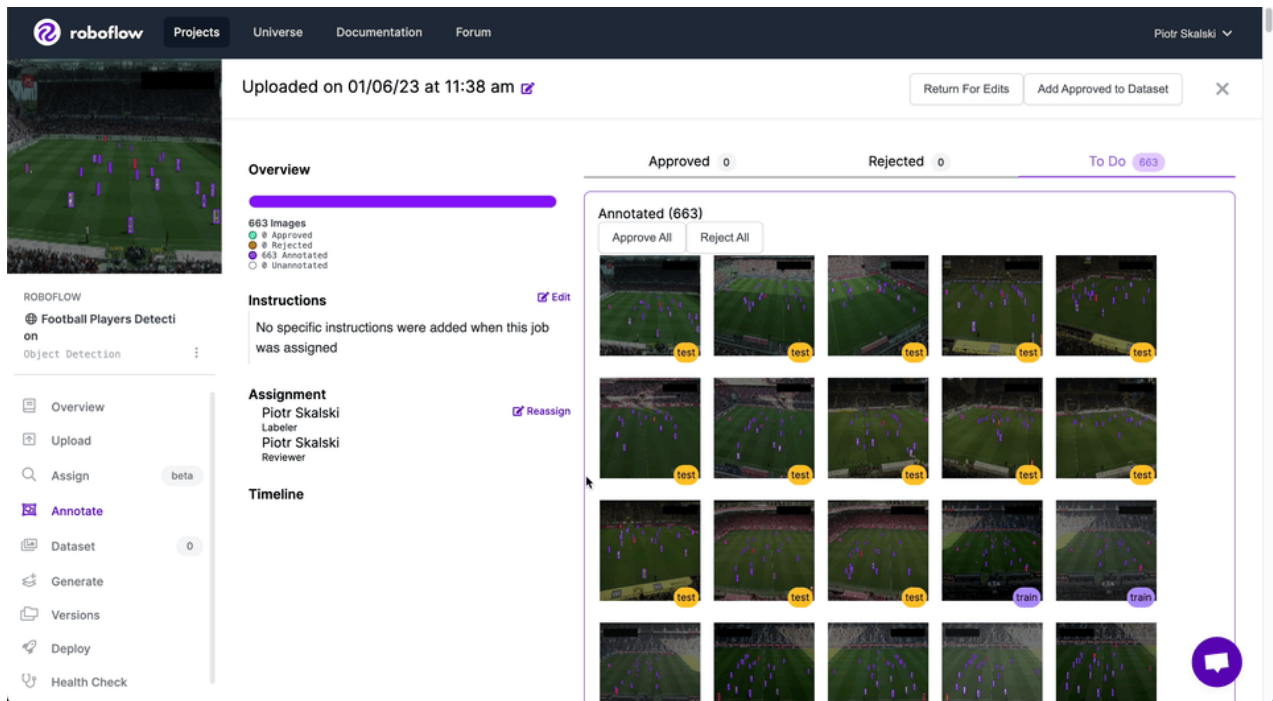 roboflow
Projects
Universe
Documentation
Forum
Piotr Skalski
Uploaded on 01/06/23 at 11:38 am
Return For Edits
Add Approved to Dataset
ROBOFLOW
Football Players Detecti
on
Object Detection
Overview
Upload
Assign beta
Annotate
Dataset 0
Generate
Versions
Deploy
Health Check
Overview
663 Images
0 Approved
0 Rejected
663 Annotated
0 Unannotated
Instructions
Edit
No specific instructions were added when this job
was assigned
Assignment
Reassign
Piotr Skalski
Labeler
Piotr Skalski
Reviewer
Timeline
Approved 0
Rejected 0
To Do 663
Annotated (663)
Approve All
Reject All
test
test
test
test
test
test
test
test
test
test
test
test
test
train
train